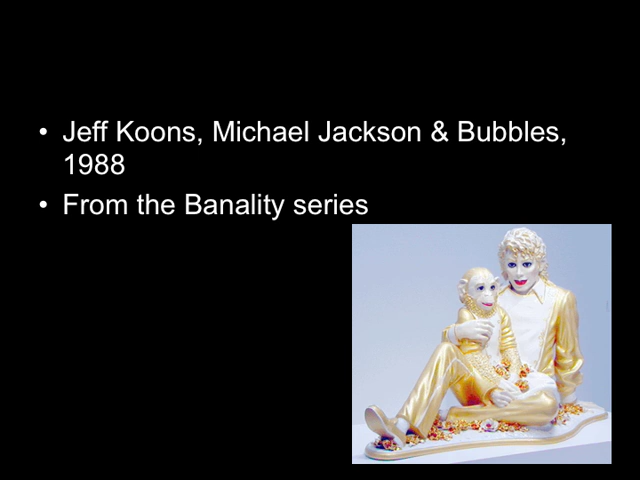 • Jeff Koons, Michael Jackson & Bubbles,
1988
• From the Banality series